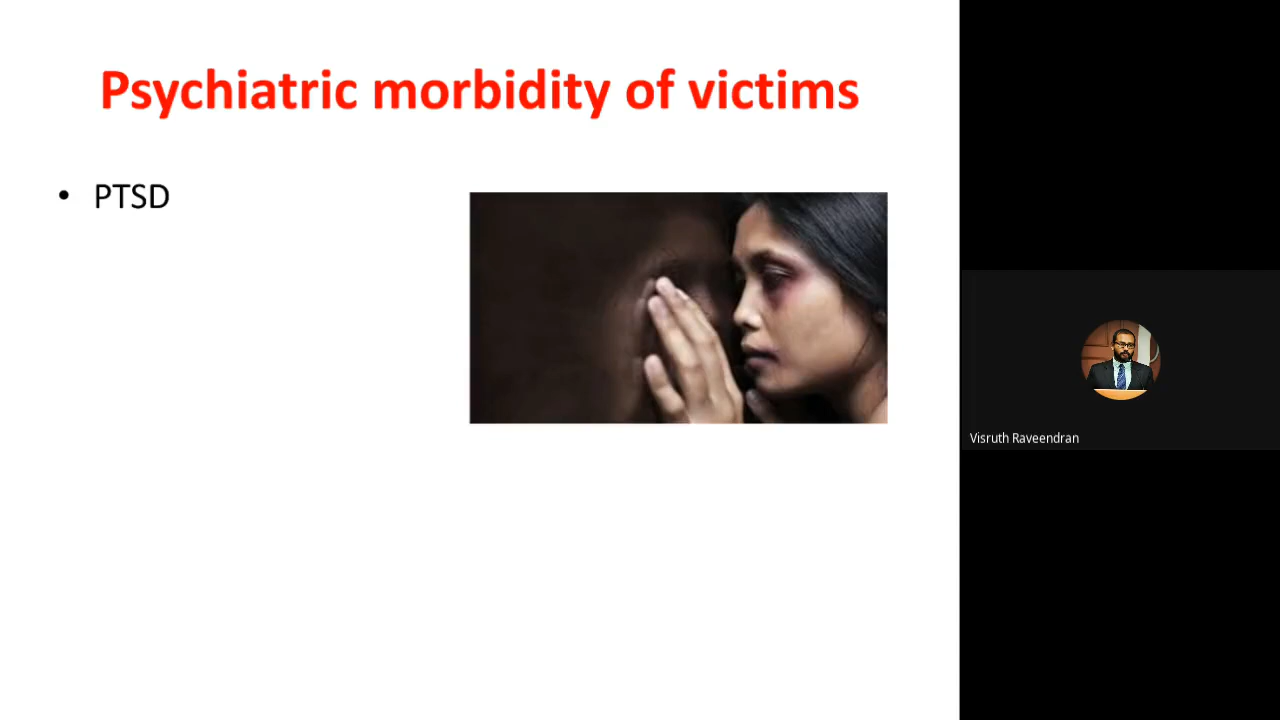 Psychiatric morbidity of victims
• PTSD
Visruth Raveendran